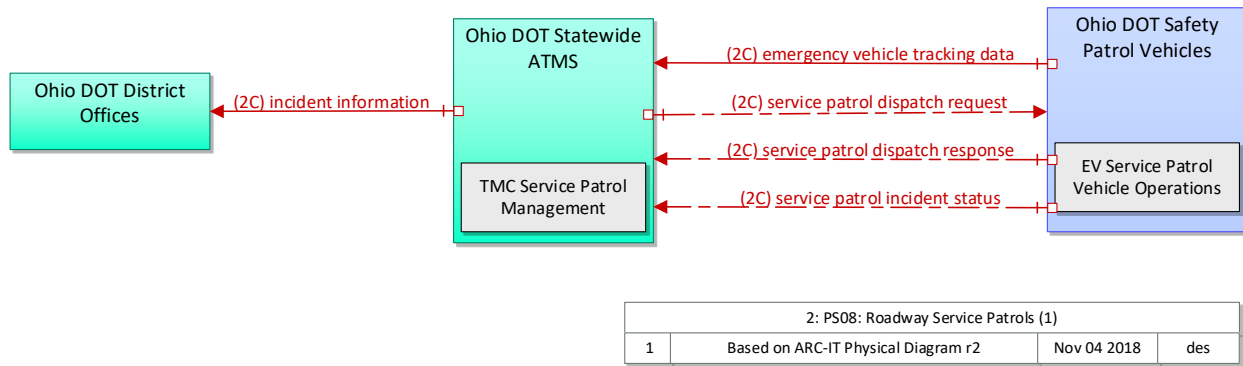 Ohio DOT District
Offices
(2C) incident information
Ohio DOT Statewide
ATMS
TMC Service Patrol
Management
(2C) emergency vehicle tracking data
(2C) service patrol dispatch request
(2C) service patrol dispatch response
(2C) service patrol incident status
Ohio DOT Safety
Patrol Vehicles
EV Service Patrol
Vehicle Operations
2: PS08: Roadway Service Patrols (1)
1 Based on ARC-IT Physical Diagram r2 Nov 04 2018 des